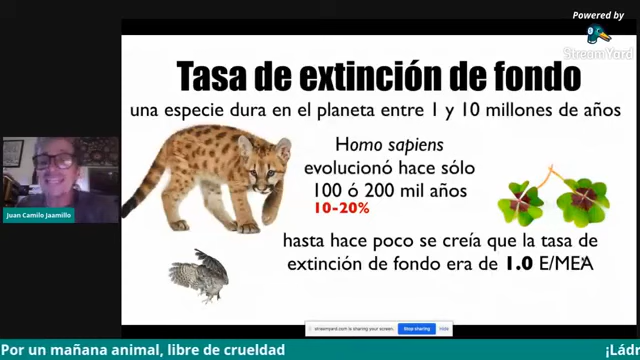 Powered by
StreamYard
Tasa de extinción de fondo
una especie dura en el planeta entre 1 y 10 millones de años
Homo sapiens
evolucionó hace sólo
100 ó 200 mil años
10-20%
hasta hace poco se creía que la tasa de
extinción de fondo era de 1.0 E/MEA
Juan Camilo Jaamillo
streamyard.com is sharing your screen. Stop sharing Hide
Por un mañana animal, libre de crueldad ¡Ládr